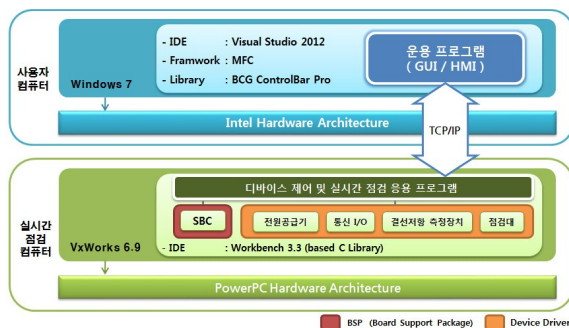 사용자
컴퓨터
Windows 7
- IDE : Visual Studio 2012
- Framwork : MFC
- Library : BCG ControlBar Pro
운용 프로그램
( GUI / HMI )
Intel Hardware Architecture
TCP/IP
실시간
점검
컴퓨터
VxWorks 6.9
디바이스 제어 및 실시간 점검 응용 프로그램
SBC
전원공급기
통신 I/O
결선저항 측정장치
점검대
- IDE : Workbench 3.3 (based C Library)
PowerPC Hardware Architecture
BSP (Board Support Package)
Device Driver